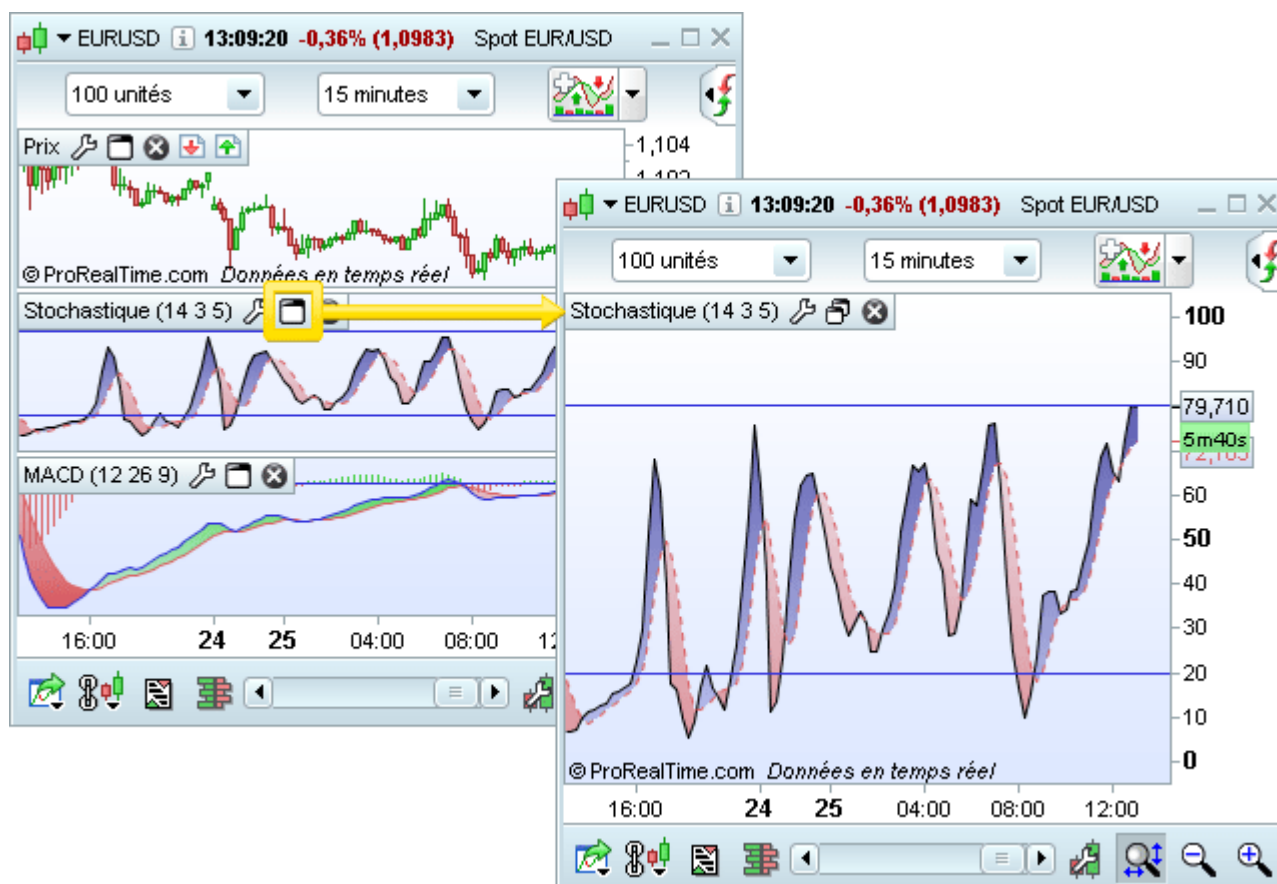 EURUSD 13:09:20 -0,36% (1,0983) Spot EUR/USD
100 unités 15 minutes
Prix
1,104
© ProRealTime.com Données en temps réel
Stochastique (14 3 5)
MACD (12 26 9)
16:00 24 25 04:00 08:00
EURUSD 13:09:20 -0,36% (1,0983) Spot EUR/USD
100 unités 15 minutes
Stochastique (14 3 5)
100
90
79,710
5m40s
60
50
40
30
20
10
0
© ProRealTime.com Données en temps réel
16:00 24 25 04:00 08:00 12:00